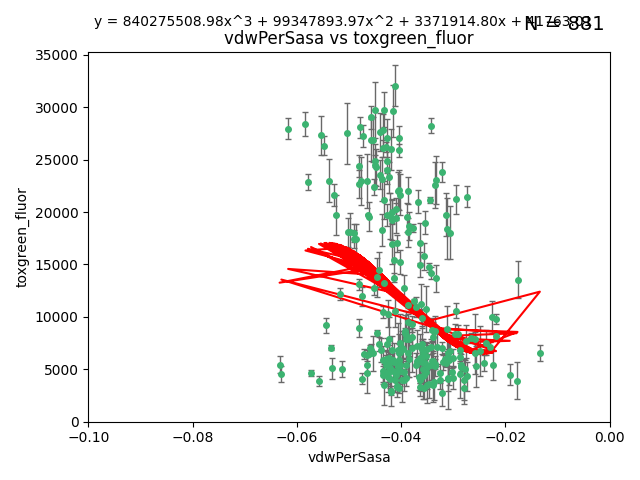 y = 840275508.98x^3 + 99347893.97x^2 + 3371914.80x +
N = 881
vdwPerSasa vs toxgreen_fluor
35000
30000
25000
20000
15000
10000
5000
0
toxgreen_fluor
−0.10
−0.08
−0.06
−0.04
−0.02
0.00
vdwPerSasa